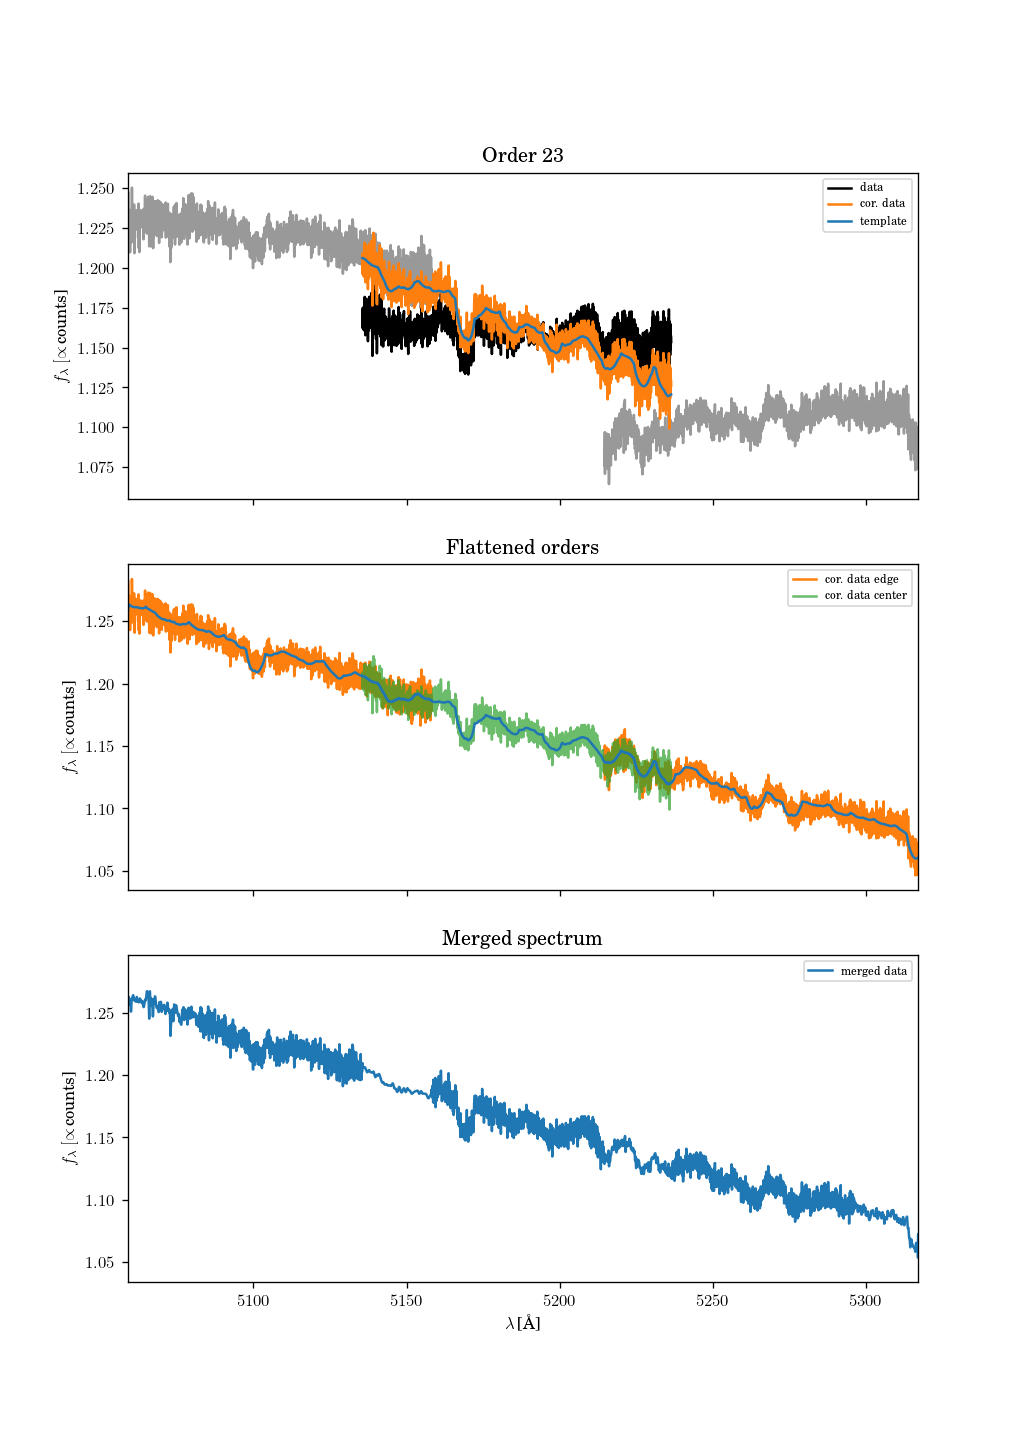 Order 23
1.250
1.225
1.200
1.175
1.150
1.125
1.100
1.075
fλ [∝counts]
data
cor. data
template
Flattened orders
1.25
1.20
1.15
1.10
1.05
fλ [∝counts]
cor. data edge
cor. data center
Merged spectrum
1.25
1.20
1.15
1.10
1.05
fλ [∝counts]
merged data
5100 5150 5200 5250 5300
λ [Å]